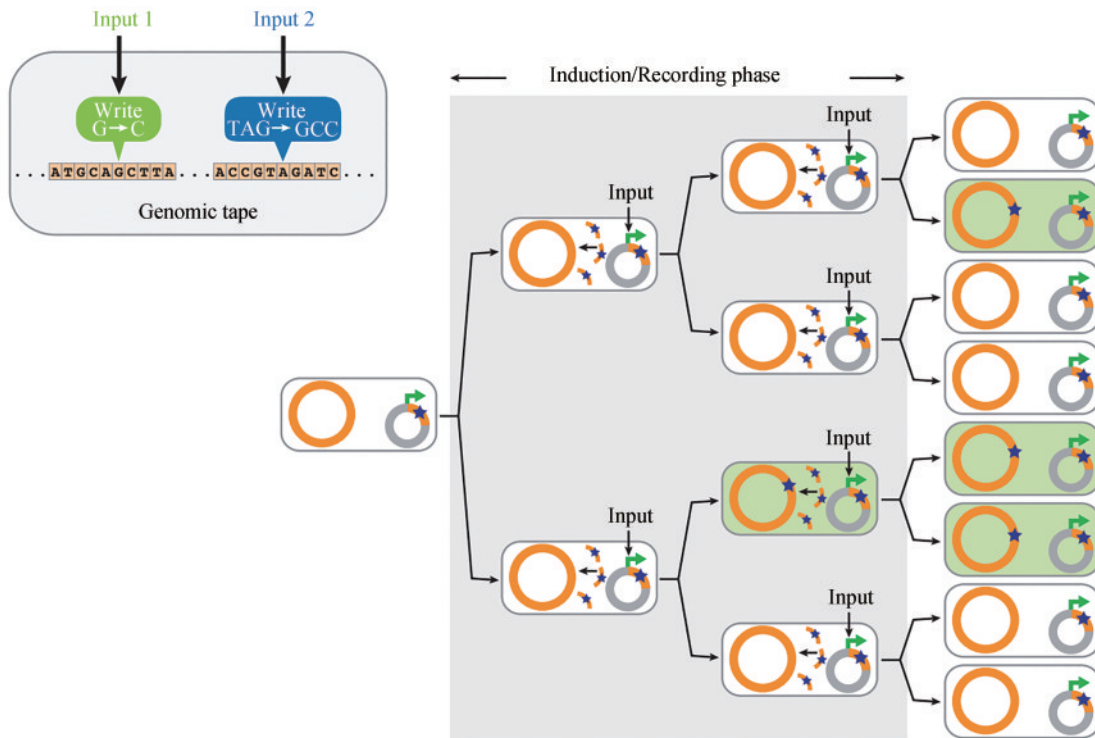 Input 1
Input 2
Write
G→C
Write
TAG→GCC
...ATGCAGCTTA...ACCGTAGATC...
Genomic tape
Induction/Recording phase
Input
Input
Input
Input
Input
Input